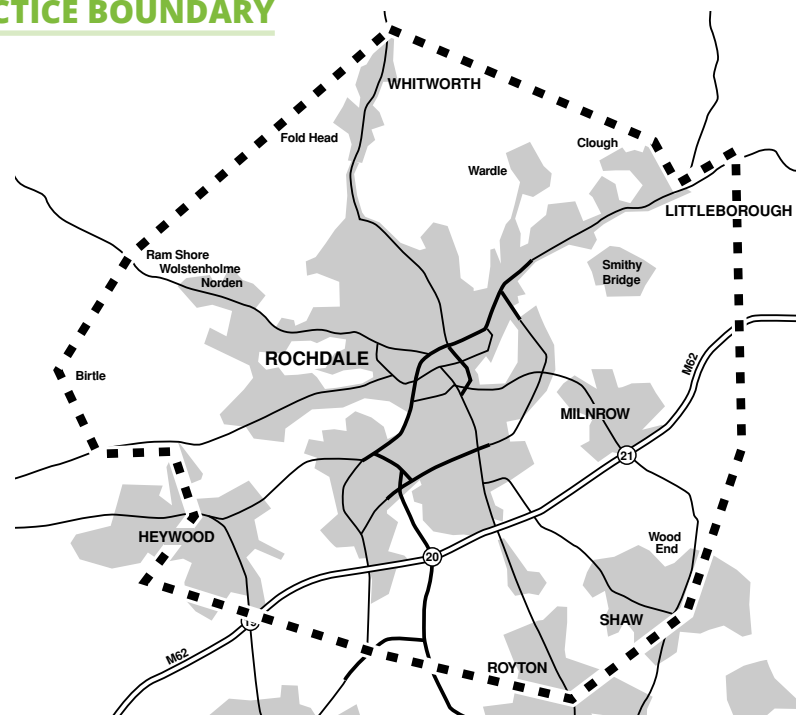 CTICE BOUNDARY
WHITWORTH
Fold Head
Clough
Wardle
LITTLEBOROUGH
Ram Shore
Wolstenholme
Norden
Smithy
Bridge
ROCHDALE
M62
Birtle
MILNROW
21
HEYWOOD
Wood
End
20
SHAW
M62
ROYTON